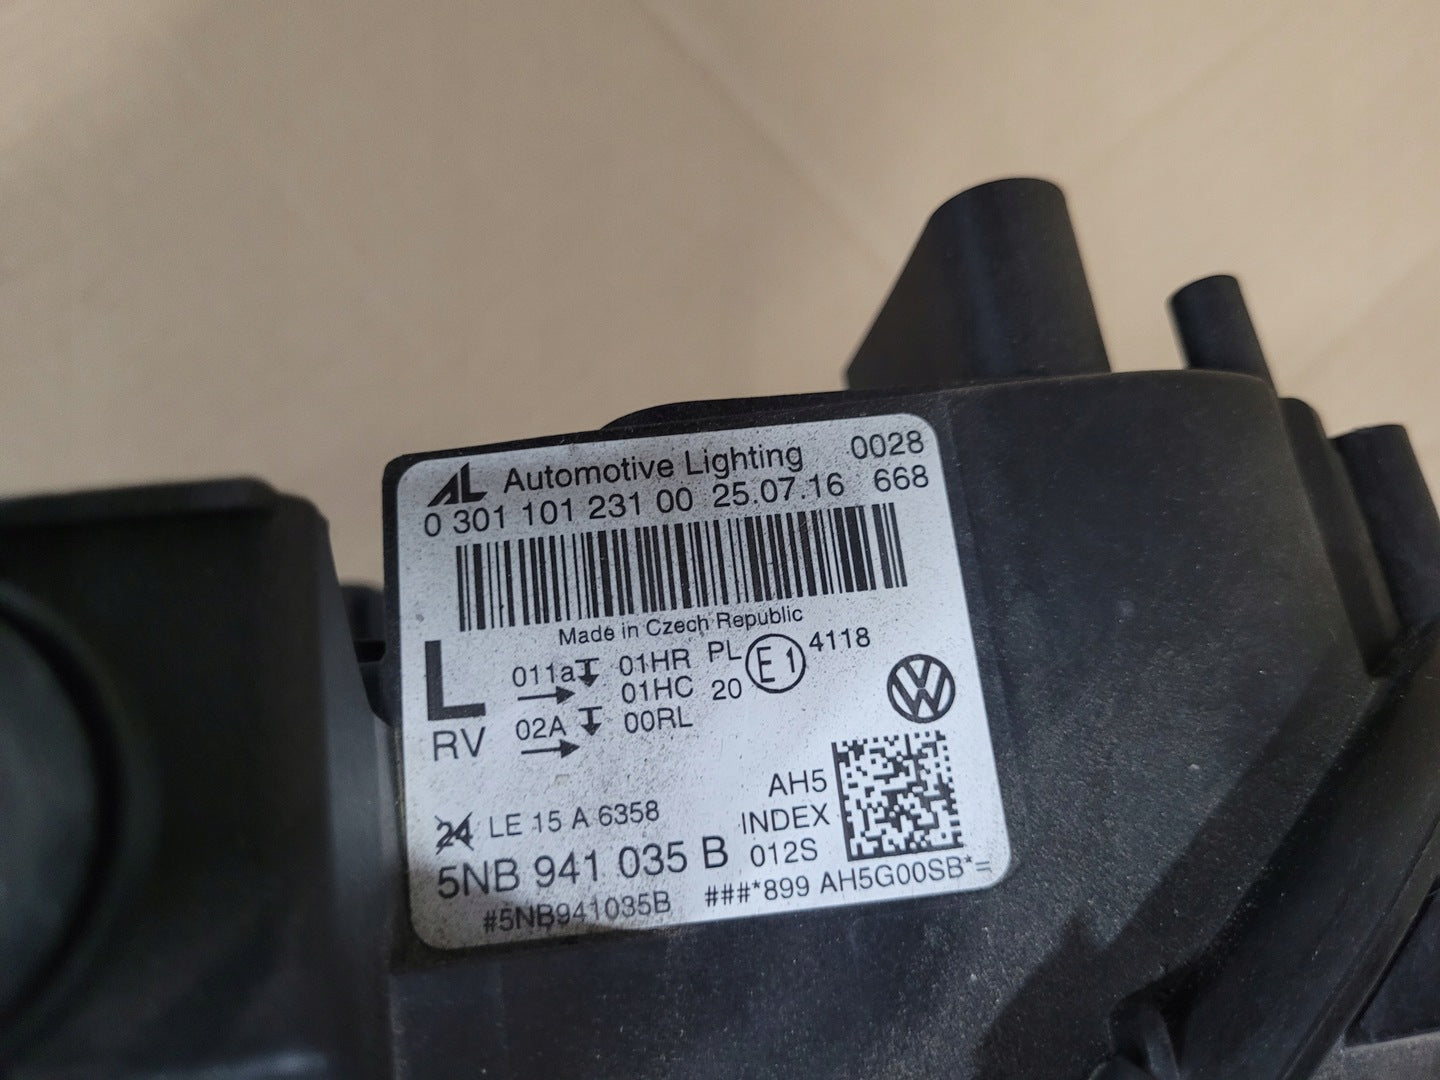 AL Automotive Lighting 0028
0 301 101 231 00 25.07.16 668
Made in Czech Republic
L 011a 01HR PL E1 4118
01HC 20
RV 02A 00RL
AH5
24 LE 15 A 6358 INDEX
5NB 941 035 B 012S
#5NB941035B ###*899 AH5G00SB*=